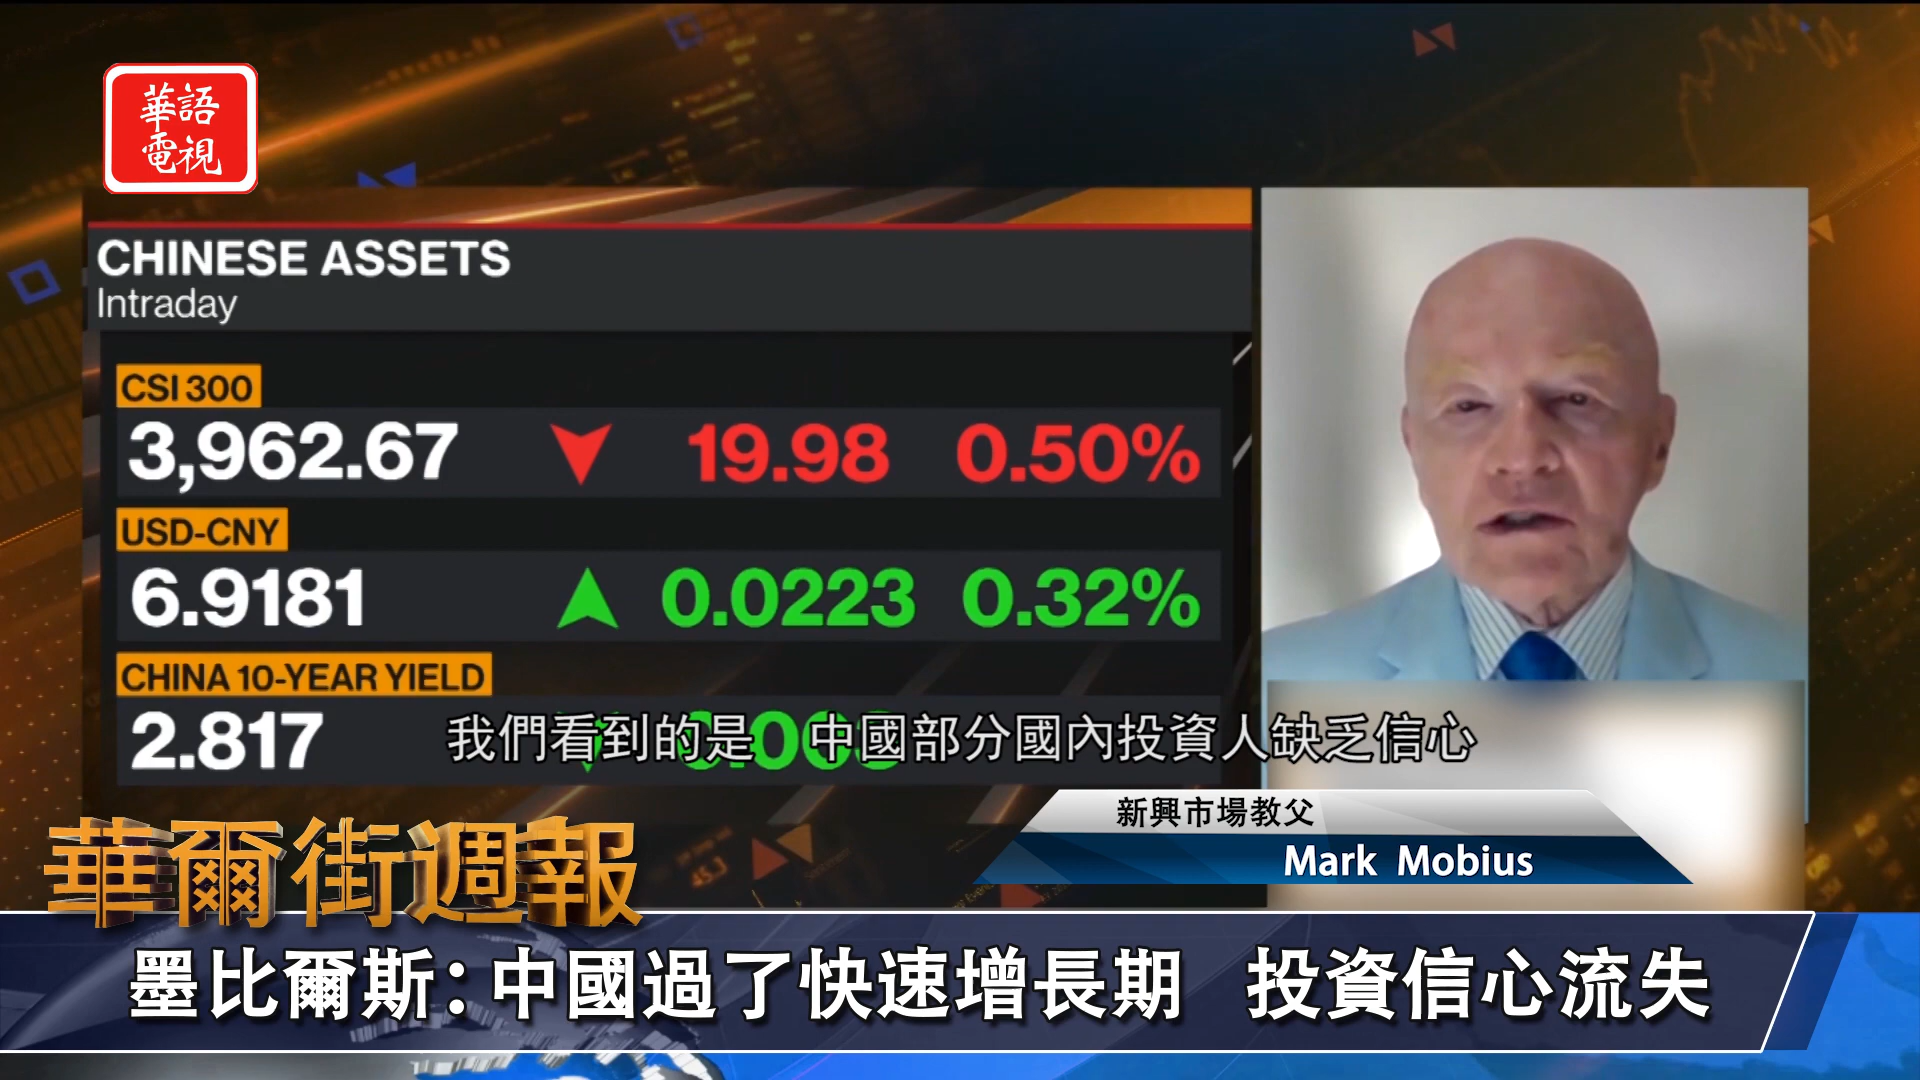 華語
電視
CHINESE ASSETS
Intraday
CSI 300
3,962.67 19.98 0.50%
USD-CNY
6.9181 0.0223 0.32%
CHINA 10-YEAR YIELD
2.817
我們看到的是 中國部分國內投資人缺乏信心
新興市場教父
Mark Mobius
華爾街週報
墨比爾斯：中國過了快速增長期 投資信心流失